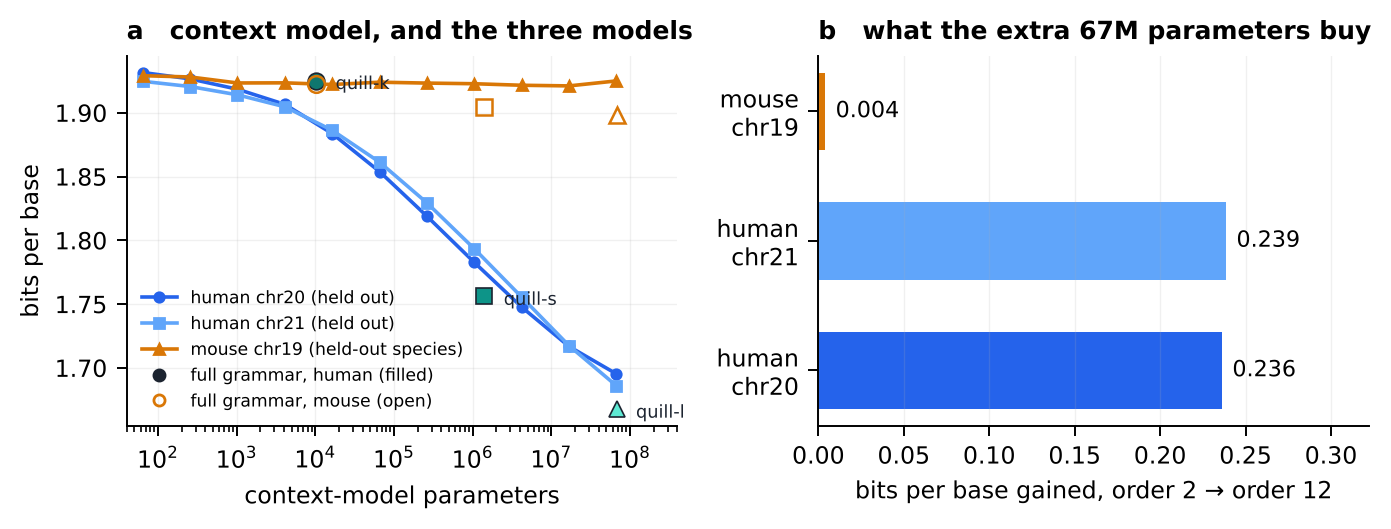 a context model, and the three models
bits per base
1.90
1.85
1.80
1.75
1.70
quill-k
quill-s
quill-l
human chr20 (held out)
human chr21 (held out)
mouse chr19 (held-out species)
full grammar, human (filled)
full grammar, mouse (open)
10² 10³ 10⁴ 10⁵ 10⁶ 10⁷ 10⁸
context-model parameters
b what the extra 67M parameters buy
mouse
chr19
0.004
human
chr21
0.239
human
chr20
0.236
0.00 0.05 0.10 0.15 0.20 0.25 0.30
bits per base gained, order 2 → order 12